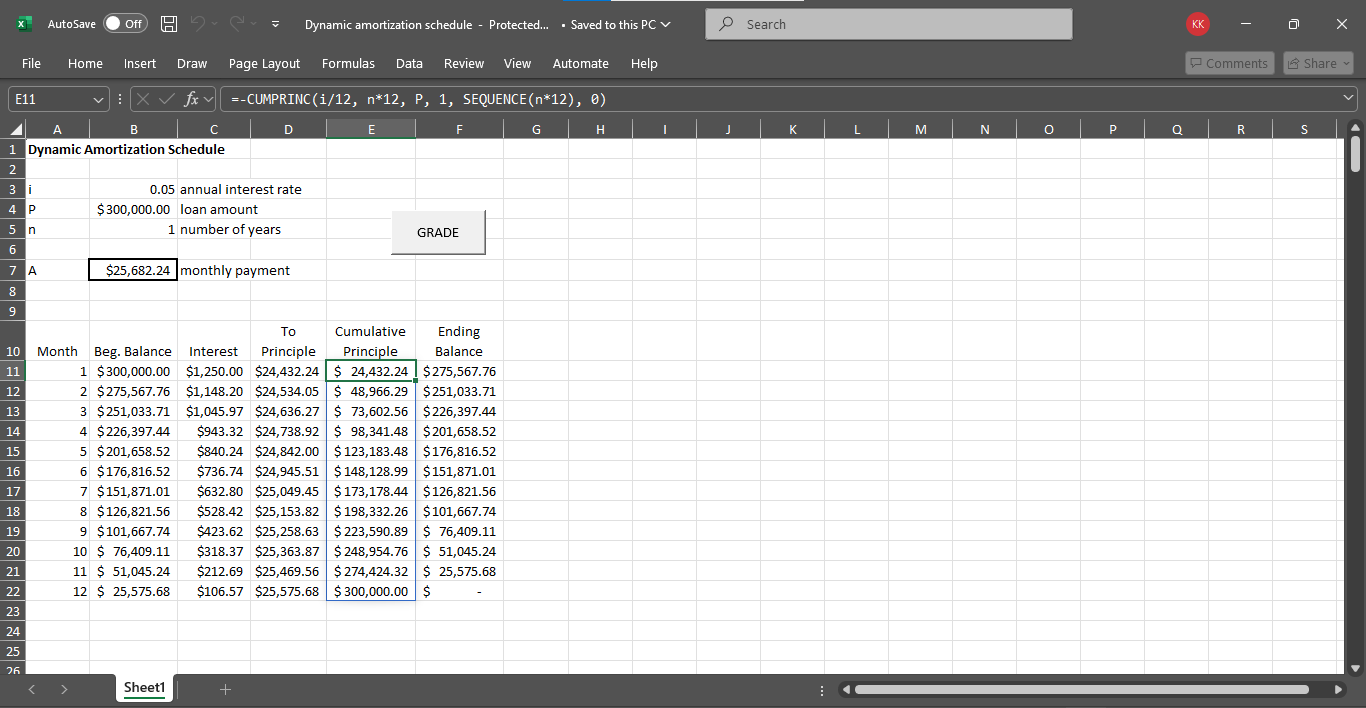 AutoSave Off Dynamic amortization schedule - Protected... • Saved to this PC Search KK
File Home Insert Draw Page Layout Formulas Data Review View Automate Help Comments Share
E11 fx =-CUMPRINC(i/12, n*12, P, 1, SEQUENCE(n*12), 0)
A B C D E F G H I J K L M N O P Q R S
1 Dynamic Amortization Schedule
2
3 i 0.05 annual interest rate
4 P $300,000.00 loan amount
5 n 1 number of years
GRADE
6
7 A $25,682.24 monthly payment
8
9
To Cumulative Ending
10 Month Beg. Balance Interest Principle Principle Balance
11 1 $300,000.00 $1,250.00 $24,432.24 $ 24,432.24 $275,567.76
12 2 $275,567.76 $1,148.20 $24,534.05 $ 48,966.29 $251,033.71
13 3 $251,033.71 $1,045.97 $24,636.27 $ 73,602.56 $226,397.44
14 4 $226,397.44 $943.32 $24,738.92 $ 98,341.48 $201,658.52
15 5 $201,658.52 $840.24 $24,842.00 $123,183.48 $176,816.52
16 6 $176,816.52 $736.74 $24,945.51 $148,128.99 $151,871.01
17 7 $151,871.01 $632.80 $25,049.45 $173,178.44 $126,821.56
18 8 $126,821.56 $528.42 $25,153.82 $198,332.26 $101,667.74
19 9 $101,667.74 $423.62 $25,258.63 $223,590.89 $ 76,409.11
20 10 $ 76,409.11 $318.37 $25,363.87 $248,954.76 $ 51,045.24
21 11 $ 51,045.24 $212.69 $25,469.56 $274,424.32 $ 25,575.68
22 12 $ 25,575.68 $106.57 $25,575.68 $300,000.00 $ -
23
24
25
26
Sheet1